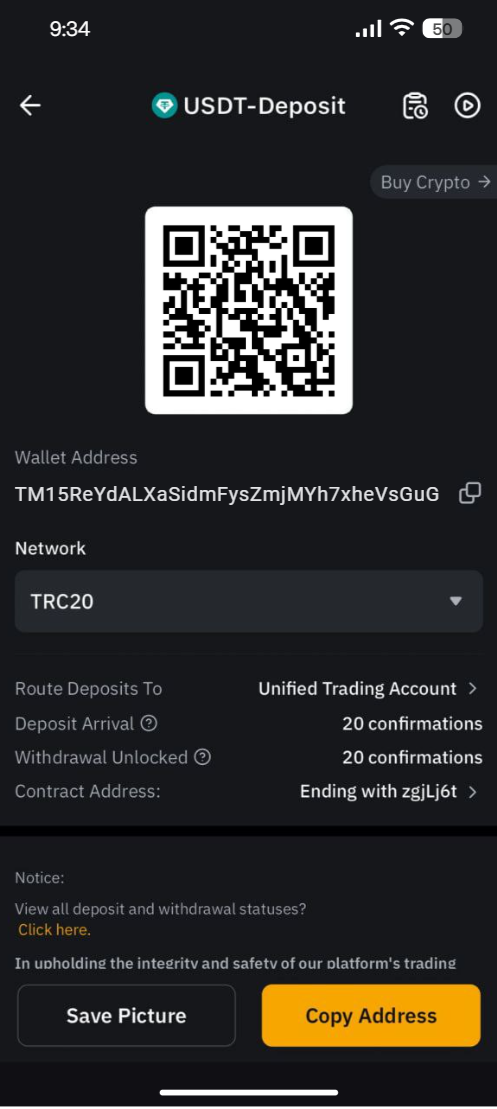 9:34
50
USDT-Deposit
Buy Crypto →
Wallet Address
TM15ReYdALXaSidmFysZmjMYh7xheVsGuG
Network
TRC20
Route Deposits To Unified Trading Account >
Deposit Arrival ? 20 confirmations
Withdrawal Unlocked ? 20 confirmations
Contract Address: Ending with zgjLj6t >
Notice:
View all deposit and withdrawal statuses?
Click here.
In upholding the integrity and safety of our platform's trading
Save Picture Copy Address